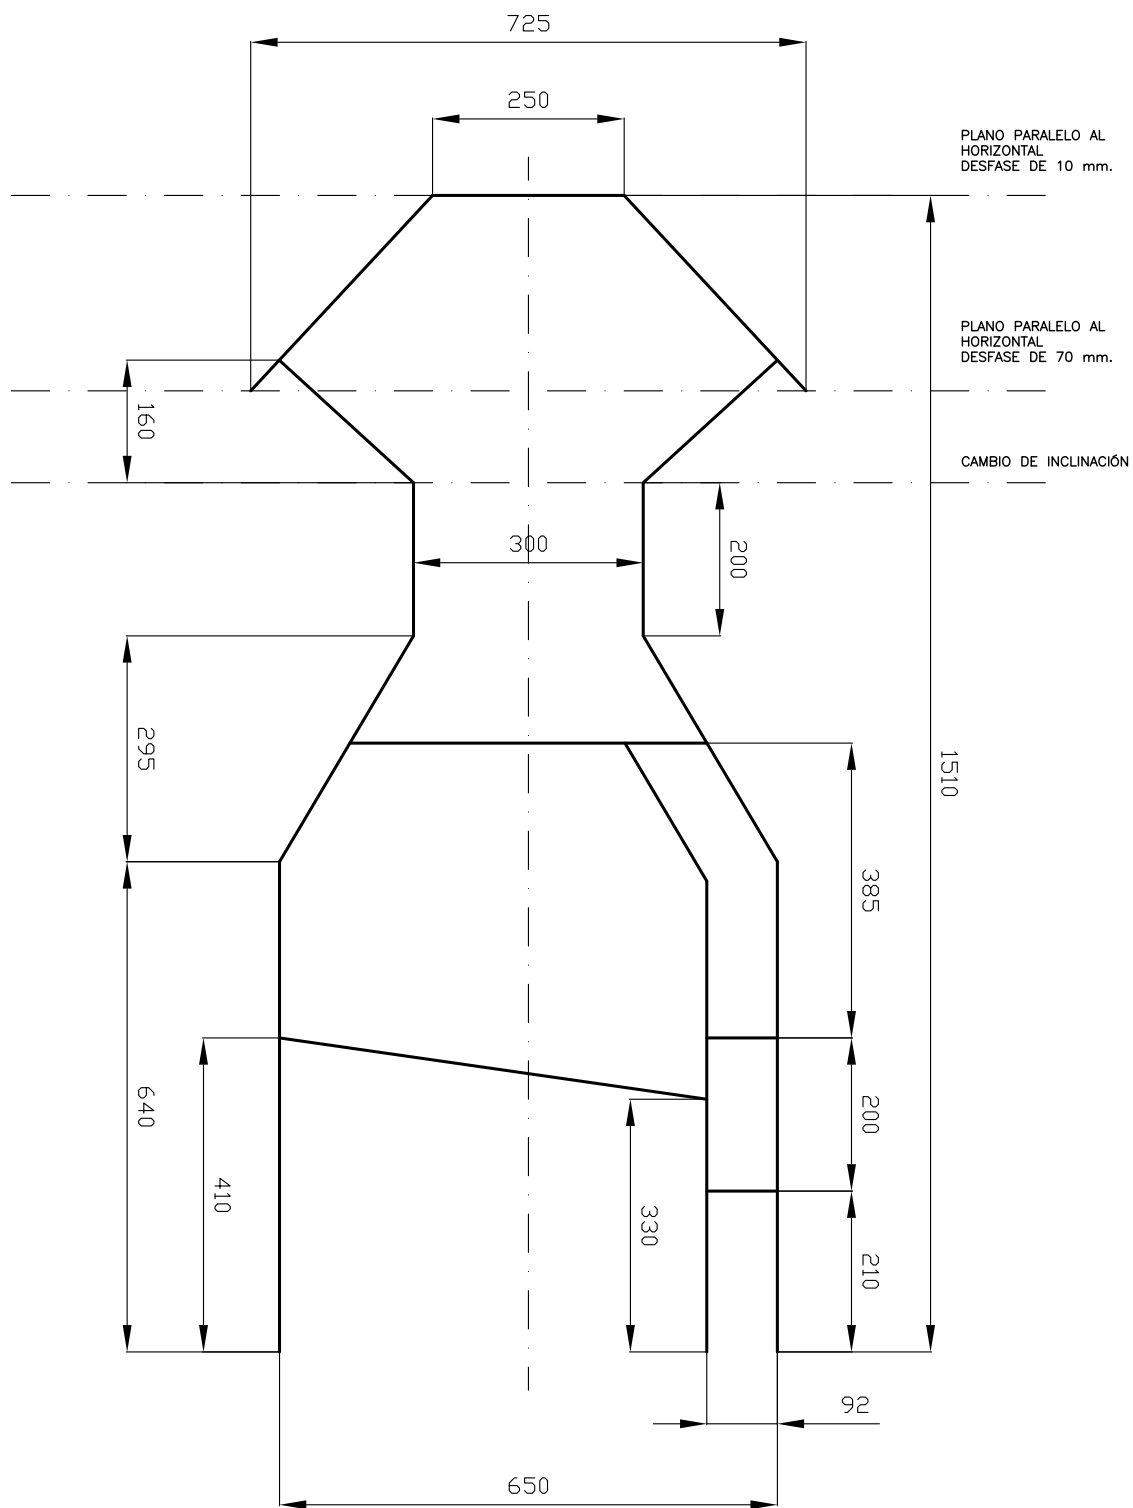 725
250
PLANO PARALELO AL
HORIZONTAL
DESFASE DE 10 mm.
PLANO PARALELO AL
HORIZONTAL
DESFASE DE 70 mm.
160
CAMBIO DE INCLINACIÓN
300
200
295
1510
385
640
200
410
330
210
92
650